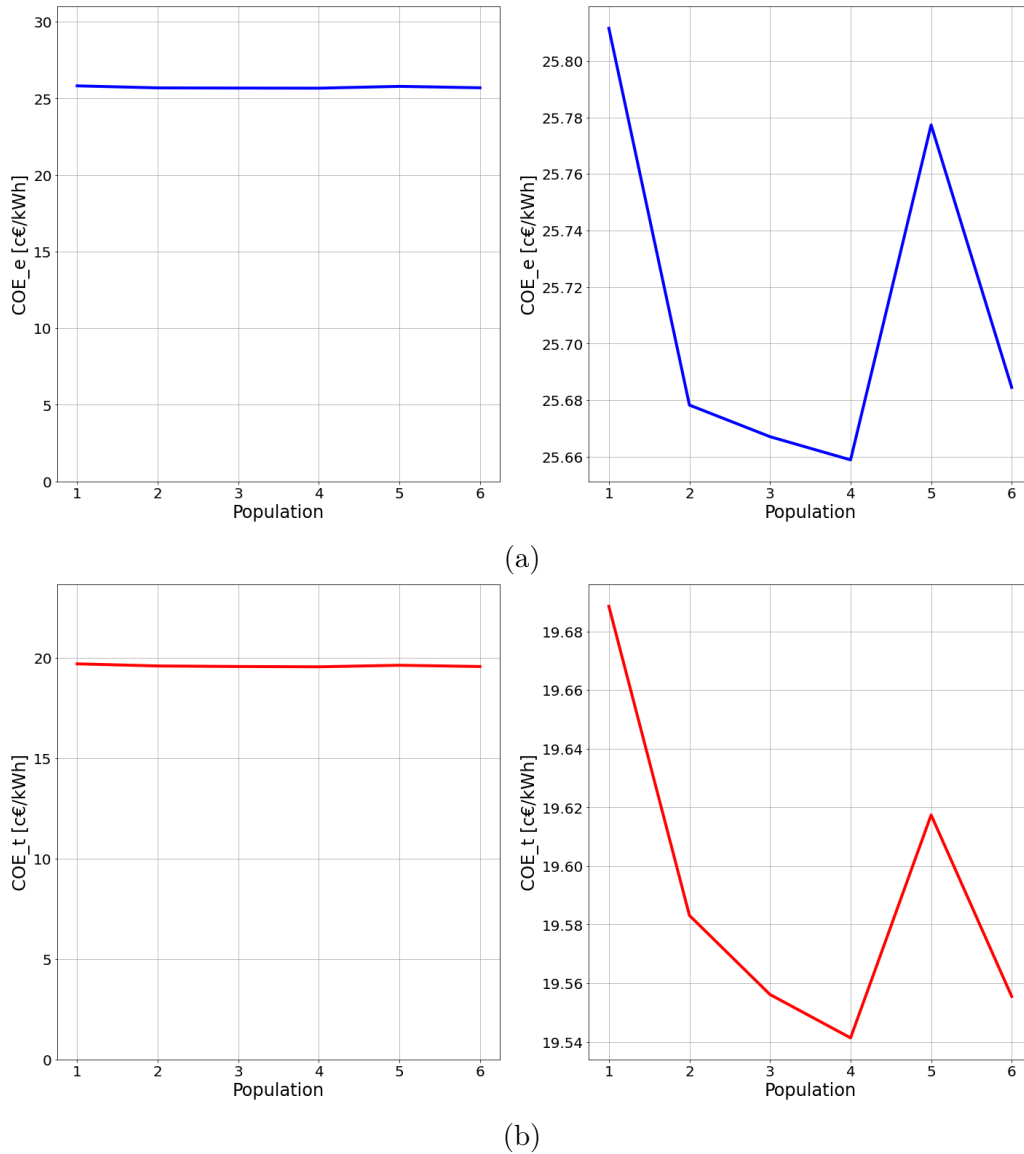 30
25
20
15
10
5
0
COE_e [c€/kWh]
1 2 3 4 5 6
Population
25.80
25.78
25.76
25.74
25.72
25.70
25.68
25.66
COE_e [c€/kWh]
1 2 3 4 5 6
Population
(a)
20
15
10
5
0
COE_t [c€/kWh]
1 2 3 4 5 6
Population
19.68
19.66
19.64
19.62
19.60
19.58
19.56
19.54
COE_t [c€/kWh]
1 2 3 4 5 6
Population
(b)